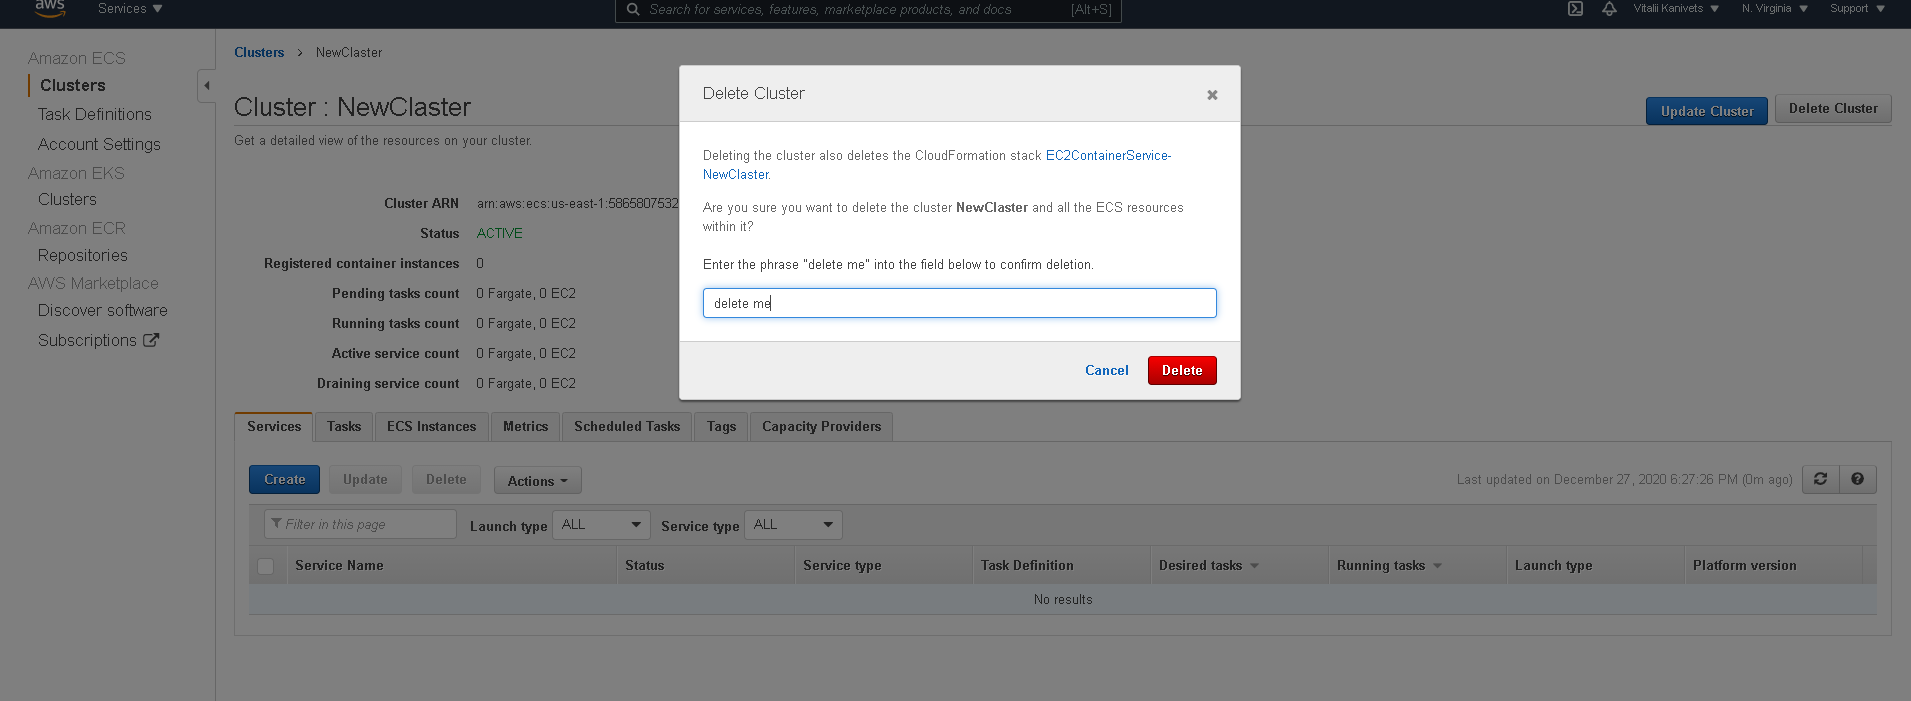 aws
Services
Search for services, features, marketplace products, and docs
[Alt+S]
Vitalii Kanivets
N. Virginia
Support
Amazon ECS
Clusters
Task Definitions
Account Settings
Amazon EKS
Clusters
Amazon ECR
Repositories
AWS Marketplace
Discover software
Subscriptions
Clusters > NewClaster
Cluster : NewClaster
Update Cluster
Delete Cluster
Get a detailed view of the resources on your cluster.
Cluster ARN arn:aws:ecs:us-east-1:5865807532
Status ACTIVE
Registered container instances 0
Pending tasks count 0 Fargate, 0 EC2
Running tasks count 0 Fargate, 0 EC2
Active service count 0 Fargate, 0 EC2
Draining service count 0 Fargate, 0 EC2
Delete Cluster
Deleting the cluster also deletes the CloudFormation stack EC2ContainerService-
NewClaster.
Are you sure you want to delete the cluster NewClaster and all the ECS resources
within it?
Enter the phrase "delete me" into the field below to confirm deletion.
delete me
Cancel
Delete
Services
Tasks
ECS Instances
Metrics
Scheduled Tasks
Tags
Capacity Providers
Create
Update
Delete
Actions
Last updated on December 27, 2020 6:27:26 PM (0m ago)
Filter in this page
Launch type ALL
Service type ALL
Service Name
Status
Service type
Task Definition
Desired tasks
Running tasks
Launch type
Platform version
No results